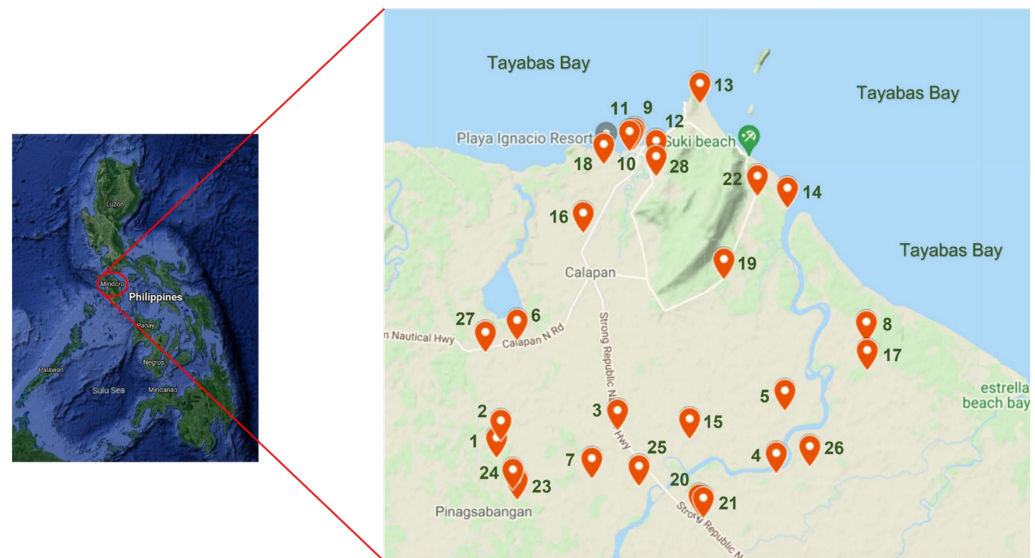 Luzon
Mindoro
Philippines
Panay
Negros
Palawan
Sulu Sea
Mindanao
Tayabas Bay
13
Tayabas Bay
11
9
12
Playa Ignacio Resort
Suki beach
18
10
28
22
14
16
Tayabas Bay
19
Calapan
27
6
8
n Nautical Hwy
Calapan N Rd
17
Strong Republic N
Hwy
estrella
beach bay
5
2
3
15
1
25
4
26
24
7
23
20
21
Pinagsabangan
Strong Republic N